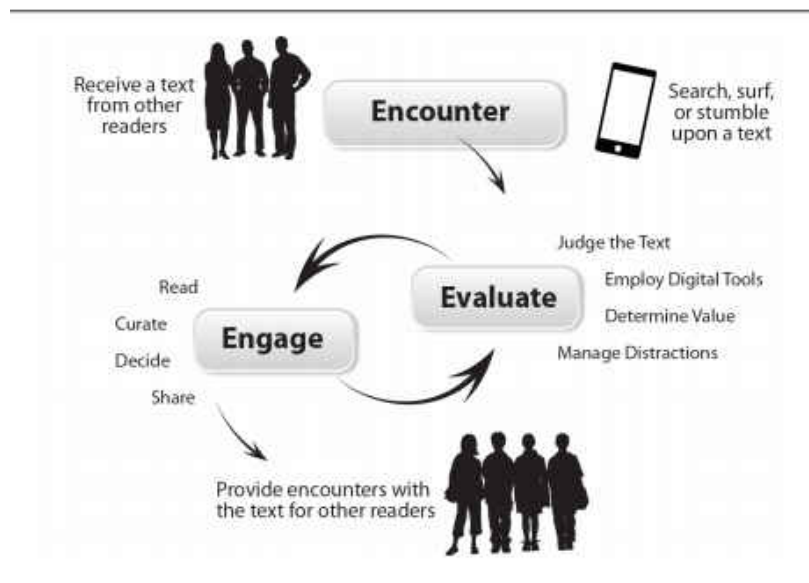 Receive a text
from other
readers
Encounter
Search, surf,
or stumble
upon a text
Judge the Text
Employ Digital Tools
Evaluate
Determine Value
Manage Distractions
Read
Curate
Engage
Decide
Share
Provide encounters with
the text for other readers